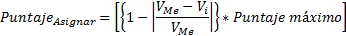 Puntaje_Asignar = [{1 − |(V_Me − V_i) / V_Me|} * Puntaje máximo]